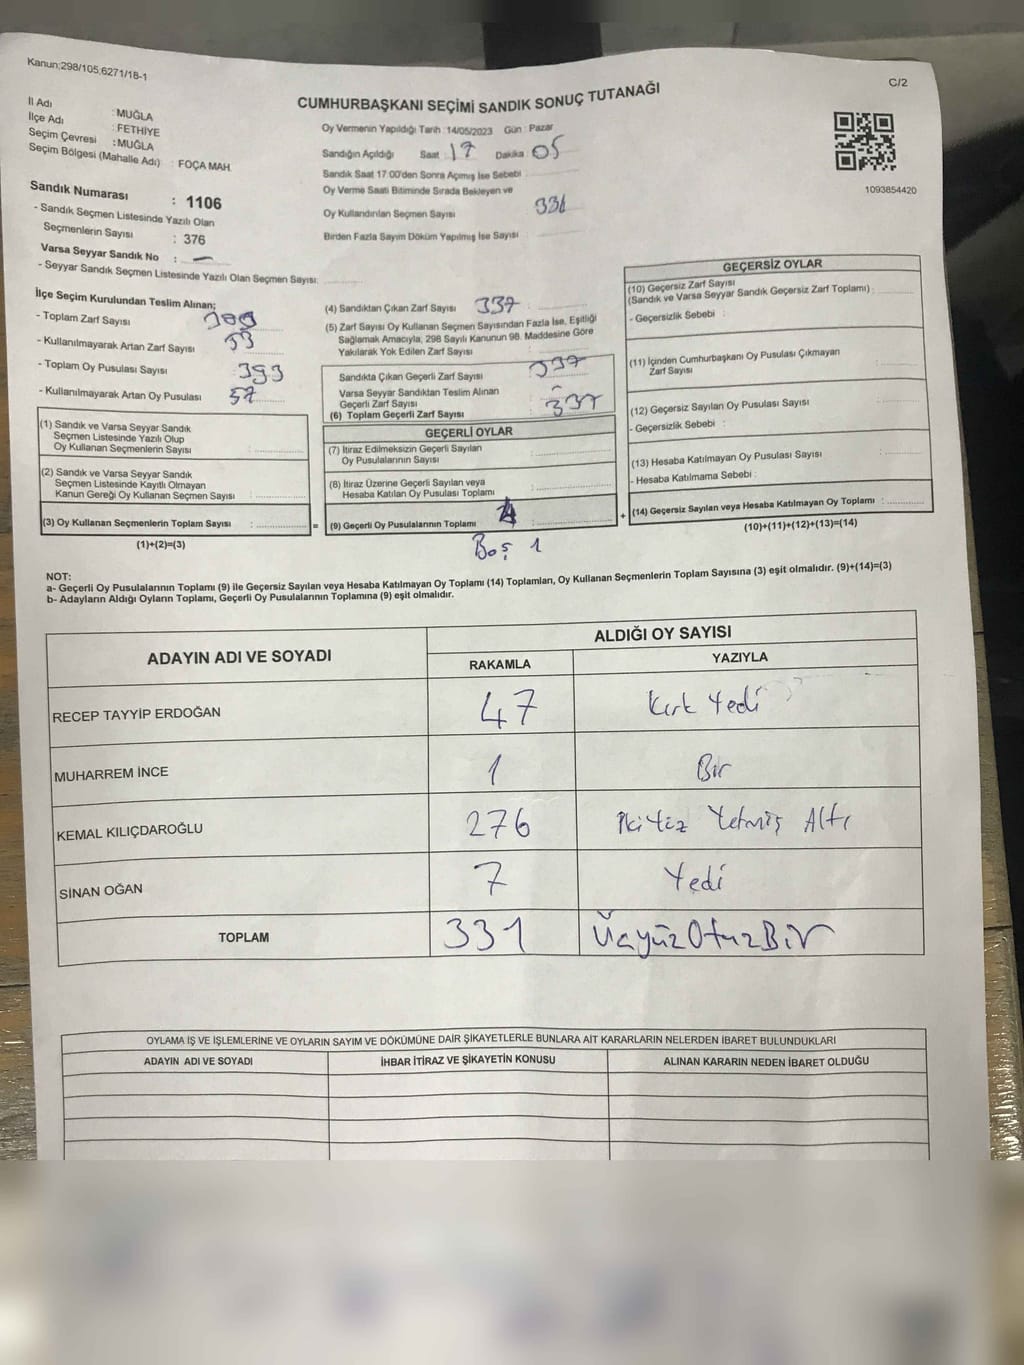 Kanun;298/105,6271/18-1
C/2
CUMHURBAŞKANI SEÇİMİ SANDIK SONUÇ TUTANAĞI
İl Adı : MUĞLA
İlçe Adı : FETHİYE
Seçim Çevresi : MUĞLA
Seçim Bölgesi (Mahalle Adı) : FOÇA MAH.
Oy Vermenin Yapıldığı Tarih :14/05/2023 Gün : Pazar
Sandığın Açıldığı Saat : 17 Dakika : 05
Sandık Saat 17:00'den Sonra Açımış İse Sebebi
Oy Verme Saati Bitiminde Sırada Bekleyen ve
Oy Kullandırılan Seçmen Sayısı
Birden Fazla Sayım Döküm Yapılmış İse Sayısı
1093854420
Sandık Numarası : 1106
- Sandık Seçmen Listesinde Yazılı Olan
Seçmenlerin Sayısı : 376
Varsa Seyyar Sandık No : —
- Seyyar Sandık Seçmen Listesinde Yazılı Olan Seçmen Sayısı:
İlçe Seçim Kurulundan Teslim Alınan;
- Toplam Zarf Sayısı
- Kullanılmayarak Artan Zarf Sayısı 53
- Toplam Oy Pusulası Sayısı : 393
- Kullanılmayarak Artan Oy Pusulası : 57
(4) Sandıktan Çıkan Zarf Sayısı : 337
(5) Zarf Sayısı Oy Kullanan Seçmen Sayısından Fazla İse, Eşitliği
Sağlamak Amacıyla, 298 Sayılı Kanunun 98. Maddesine Göre
Yakılarak Yok Edilen Zarf Sayısı
Sandıkta Çıkan Geçerli Zarf Sayısı : 337
Varsa Seyyar Sandıktan Teslim Alınan
Geçerli Zarf Sayısı
(6) Toplam Geçerli Zarf Sayısı : 337
GEÇERSİZ OYLAR
(10) Geçersiz Zarf Sayısı
(Sandık ve Varsa Seyyar Sandık Geçersiz Zarf Toplamı) :
- Geçersizlik Sebebi :
(11) İçinden Cumhurbaşkanı Oy Pusulası Çıkmayan
Zarf Sayısı
(12) Geçersiz Sayılan Oy Pusulası Sayısı
- Geçersizlik Sebebi :
(13) Hesaba Katılmayan Oy Pusulası Sayısı
- Hesaba Katılmama Sebebi :
(14) Geçersiz Sayılan veya Hesaba Katılmayan Oy Toplamı :
(10)+(11)+(12)+(13)=(14)
(1) Sandık ve Varsa Seyyar Sandık
Seçmen Listesinde Yazılı Olup
Oy Kullanan Seçmenlerin Sayısı :
(2) Sandık ve Varsa Seyyar Sandık
Seçmen Listesinde Kayıtlı Olmayan
Kanun Gereği Oy Kullanan Seçmen Sayısı :
(3) Oy Kullanan Seçmenlerin Toplam Sayısı : =
(1)+(2)=(3)
GEÇERLİ OYLAR
(7) İtiraz Edilmeksizin Geçerli Sayılan
Oy Pusulalarının Sayısı :
(8) İtiraz Üzerine Geçerli Sayılan veya
Hesaba Katılan Oy Pusulası Toplamı :
(9) Geçerli Oy Pusulalarının Toplamı : +
Boş 1
NOT:
a- Geçerli Oy Pusulalarının Toplamı (9) ile Geçersiz Sayılan veya Hesaba Katılmayan Oy Toplamı (14) Toplamları, Oy Kullanan Seçmenlerin Toplam Sayısına (3) eşit olmalıdır. (9)+(14)=(3)
b- Adayların Aldığı Oyların Toplamı, Geçerli Oy Pusulalarının Toplamına (9) eşit olmalıdır.
ADAYIN ADI VE SOYADI ALDIĞI OY SAYISI
RAKAMLA YAZIYLA
RECEP TAYYİP ERDOĞAN 47 Kırk Yedi
MUHARREM İNCE 1 Bir
KEMAL KILIÇDAROĞLU 276 İkiYüz Yetmiş Altı
SİNAN OĞAN 7 Yedi
TOPLAM 331 ÜçyüzOtuzBir
OYLAMA İŞ VE İŞLEMLERİNE VE OYLARIN SAYIM VE DÖKÜMÜNE DAİR ŞİKAYETLERLE BUNLARA AİT KARARLARIN NELERDEN İBARET BULUNDUKLARI
ADAYIN ADI VE SOYADI İHBAR İTİRAZ VE ŞİKAYETİN KONUSU ALINAN KARARIN NEDEN İBARET OLDUĞU